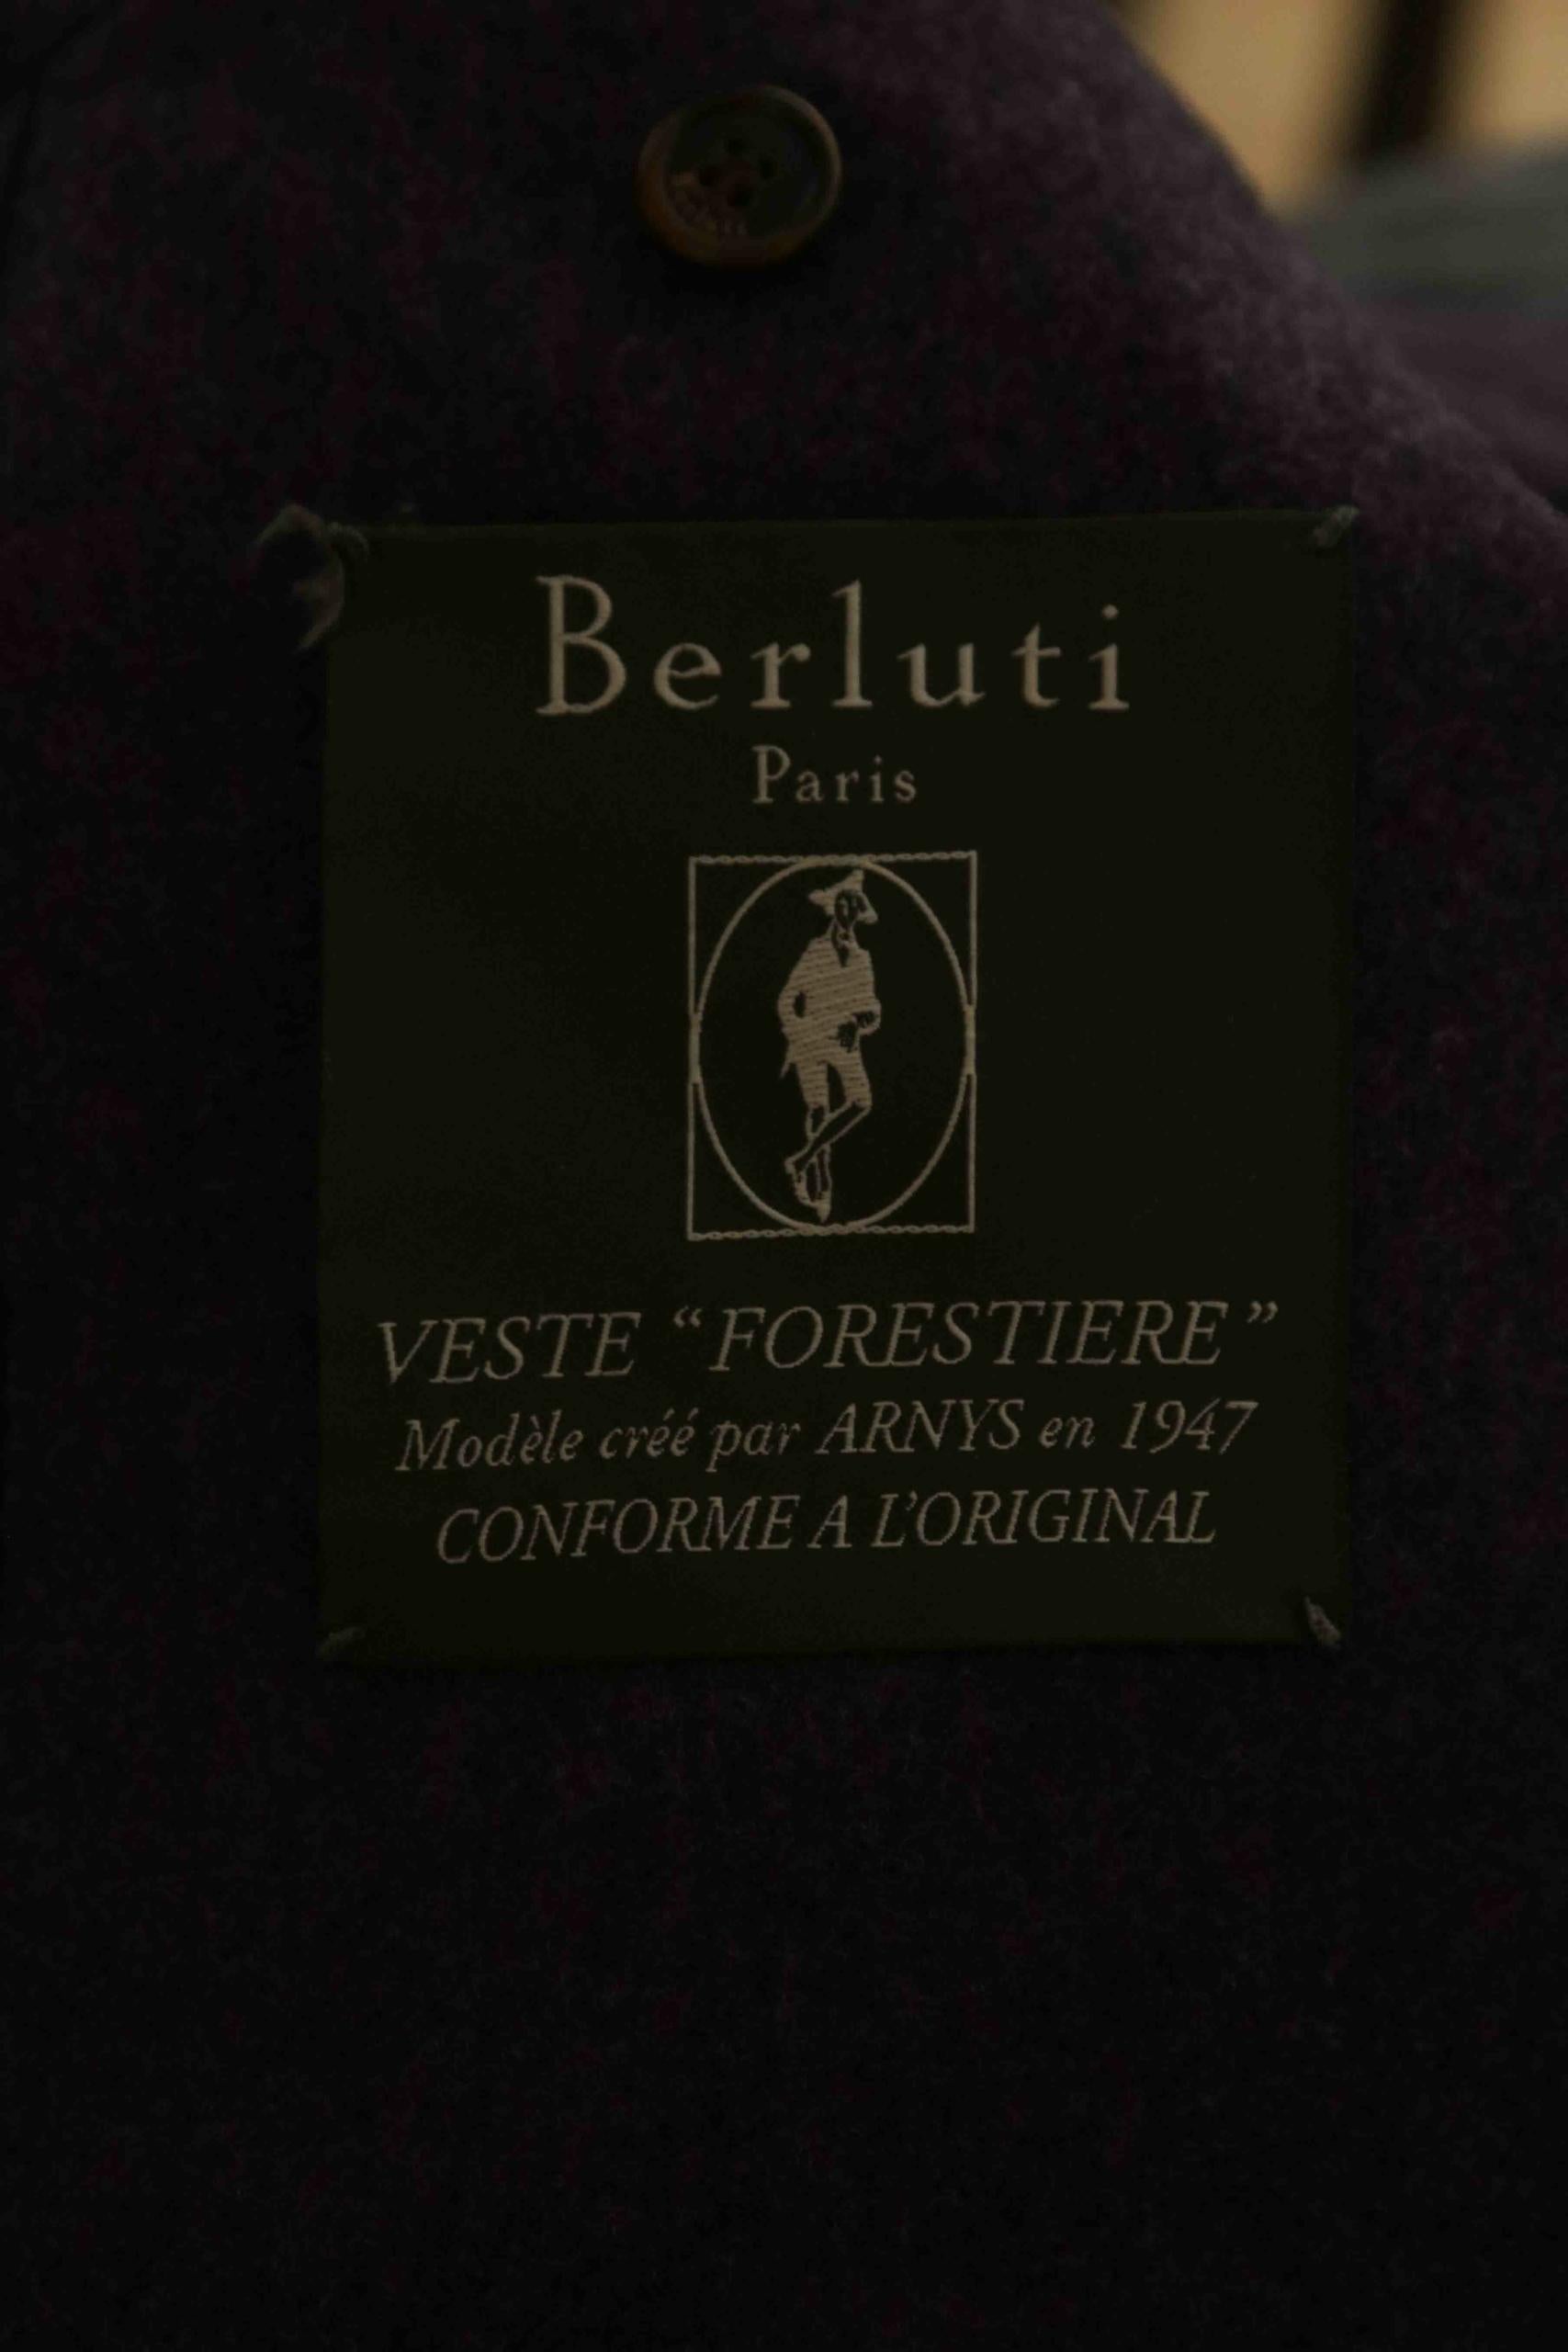 Berluti
Paris
VESTE “FORESTIERE”
Modèle créé par ARNYS en 1947
CONFORME A L’ORIGINAL